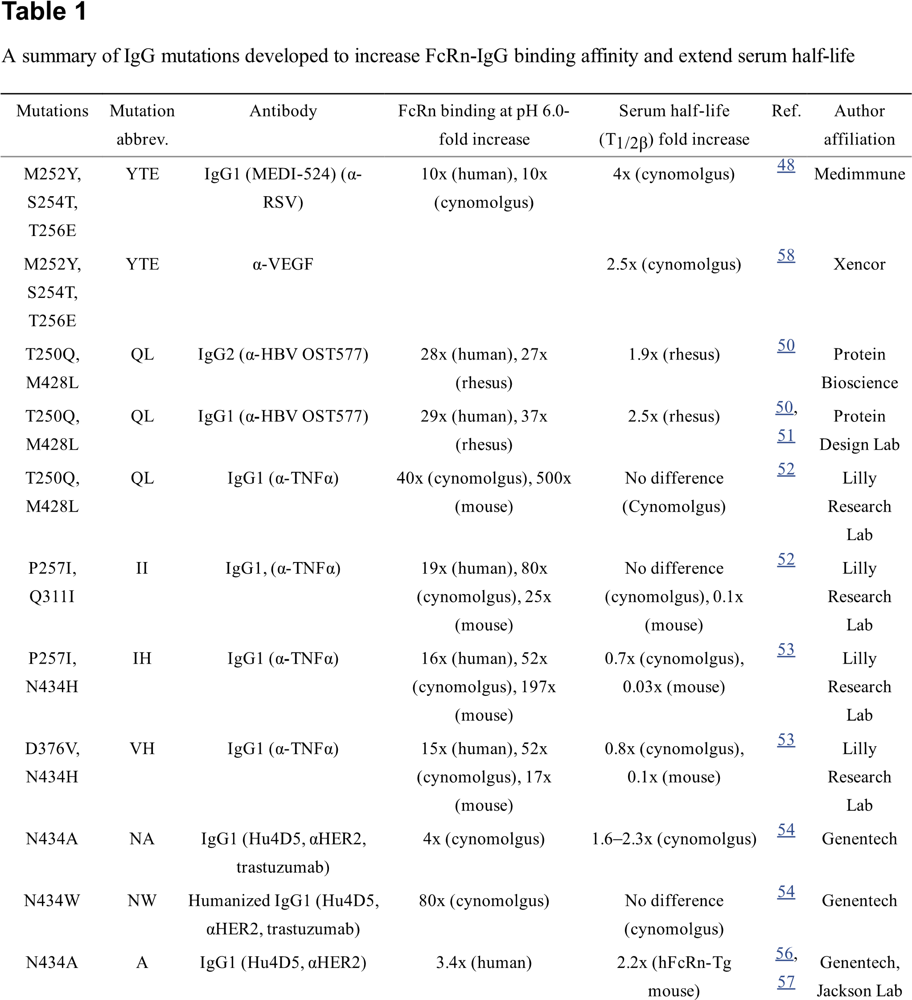 Table 1
A summary of IgG mutations developed to increase FcRn-IgG binding affinity and extend serum half-life
Mutations Mutation Antibody FcRn binding at pH 6.0- Serum half-life Ref. Author
abbrev. fold increase (T1/2β) fold increase affiliation
M252Y, YTE IgG1 (MEDI-524) (α- 10x (human), 10x 4x (cynomolgus) 48 Medimmune
S254T, RSV) (cynomolgus)
T256E
M252Y, YTE α-VEGF 2.5x (cynomolgus) 58 Xencor
S254T,
T256E
T250Q, QL IgG2 (α-HBV OST577) 28x (human), 27x 1.9x (rhesus) 50 Protein
M428L (rhesus) Bioscience
T250Q, QL IgG1 (α-HBV OST577) 29x (human), 37x 2.5x (rhesus) 50, Protein
M428L (rhesus) 51 Design Lab
T250Q, QL IgG1 (α-TNFα) 40x (cynomolgus), 500x No difference 52 Lilly
M428L (mouse) (Cynomolgus) Research
Lab
P257I, II IgG1, (α-TNFα) 19x (human), 80x No difference 52 Lilly
Q311I (cynomolgus), 25x (cynomolgus), 0.1x Research
(mouse) (mouse) Lab
P257I, IH IgG1 (α-TNFα) 16x (human), 52x 0.7x (cynomolgus), 53 Lilly
N434H (cynomolgus), 197x 0.03x (mouse) Research
(mouse) Lab
D376V, VH IgG1 (α-TNFα) 15x (human), 52x 0.8x (cynomolgus), 53 Lilly
N434H (cynomolgus), 17x 0.1x (mouse) Research
(mouse) Lab
N434A NA IgG1 (Hu4D5, αHER2, 4x (cynomolgus) 1.6–2.3x (cynomolgus) 54 Genentech
trastuzumab)
N434W NW Humanized IgG1 (Hu4D5, 80x (cynomolgus) No difference 54 Genentech
αHER2, trastuzumab) (cynomolgus)
N434A A IgG1 (Hu4D5, αHER2) 3.4x (human) 2.2x (hFcRn-Tg 56, Genentech,
mouse) 57 Jackson Lab